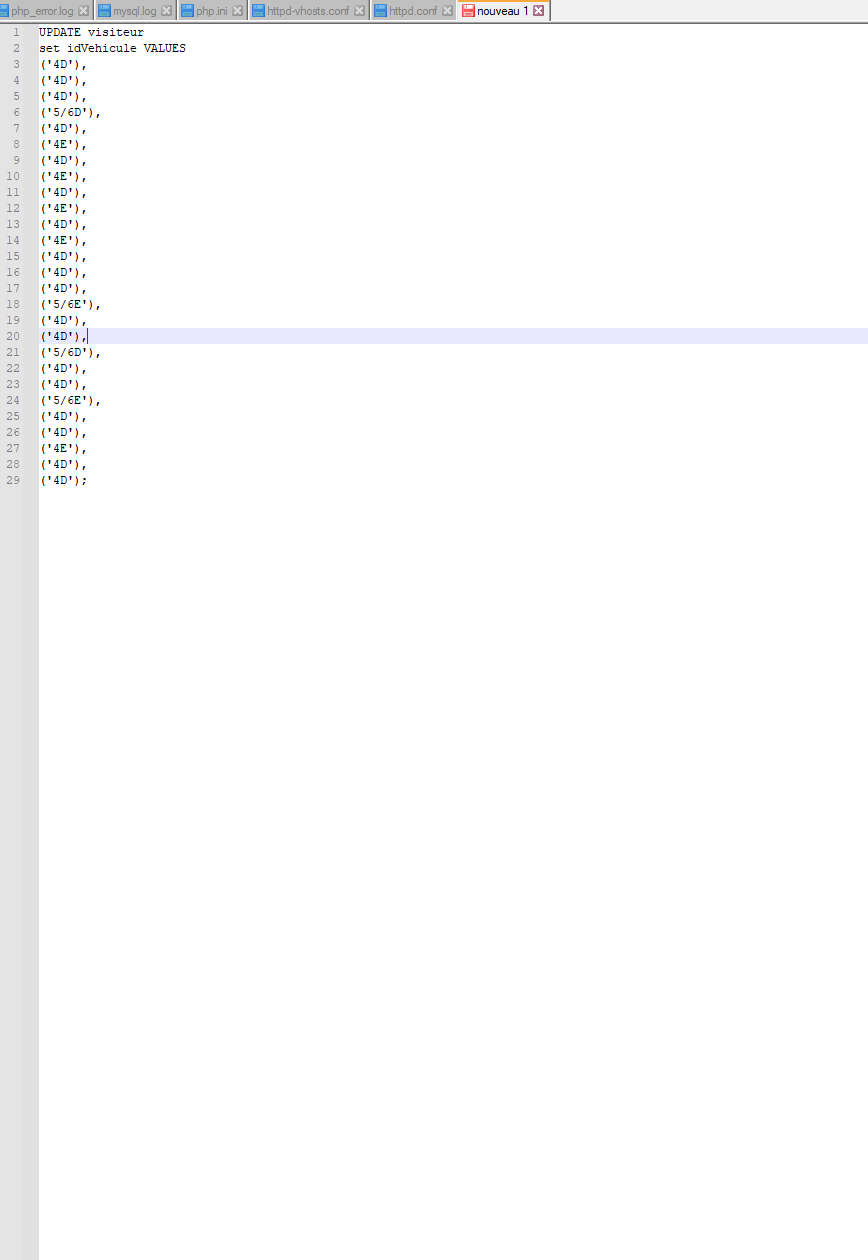 php_error.log mysql.log php.ini httpd-vhosts.conf httpd.conf nouveau 1
1 UPDATE visiteur
2 set idVehicule VALUES
3 ('4D'),
4 ('4D'),
5 ('4D'),
6 ('5/6D'),
7 ('4D'),
8 ('4E'),
9 ('4D'),
10 ('4E'),
11 ('4D'),
12 ('4E'),
13 ('4D'),
14 ('4E'),
15 ('4D'),
16 ('4D'),
17 ('4D'),
18 ('5/6E'),
19 ('4D'),
20 ('4D'),
21 ('5/6D'),
22 ('4D'),
23 ('4D'),
24 ('5/6E'),
25 ('4D'),
26 ('4D'),
27 ('4E'),
28 ('4D'),
29 ('4D');